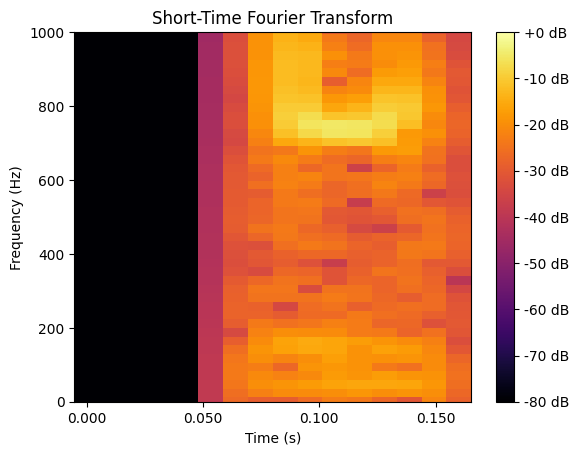 Short-Time Fourier Transform
1000
800
600
400
200
0
Frequency (Hz)
0.000
0.050
0.100
0.150
Time (s)
+0 dB
-10 dB
-20 dB
-30 dB
-40 dB
-50 dB
-60 dB
-70 dB
-80 dB